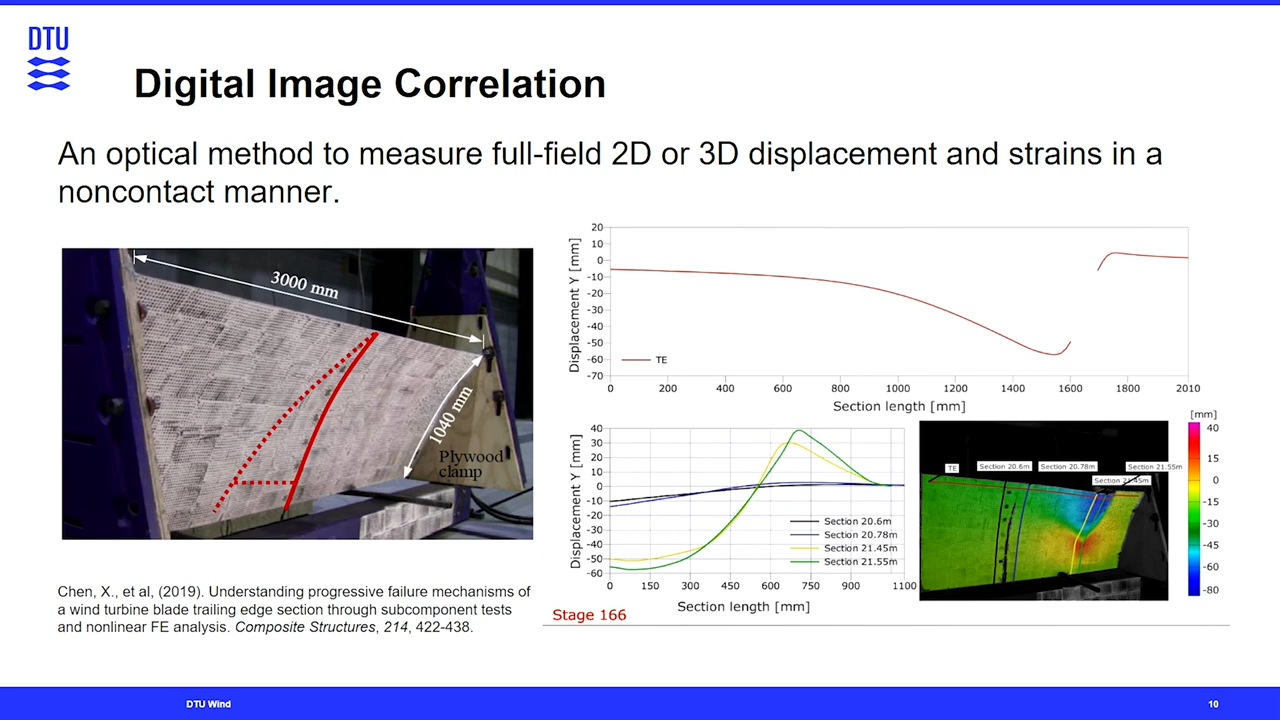 DTU
Digital Image Correlation
An optical method to measure full-field 2D or 3D displacement and strains in a
noncontact manner.
3000 mm
1040 mm
Plywood
clamp
Chen, X., et al, (2019). Understanding progressive failure mechanisms of
a wind turbine blade trailing edge section through subcomponent tests
and nonlinear FE analysis. Composite Structures, 214, 422-438.
Displacement Y [mm]
20
10
0
-10
-20
-30
-40
-50
-60
-70
TE
0 200 400 600 800 1000 1200 1400 1600 1800 2010
Section length [mm]
Displacement Y [mm]
40
30
20
10
0
-10
-20
-30
-40
-50
-60
Section 20.6m
Section 20.78m
Section 21.45m
Section 21.55m
0 150 300 450 600 750 900 1100
Section length [mm]
Stage 166
TE
Section 20.6m
Section 20.78m
Section 21.55m
Section 21.45m
[mm]
40
15
0
-15
-30
-45
-60
-80
DTU Wind
10